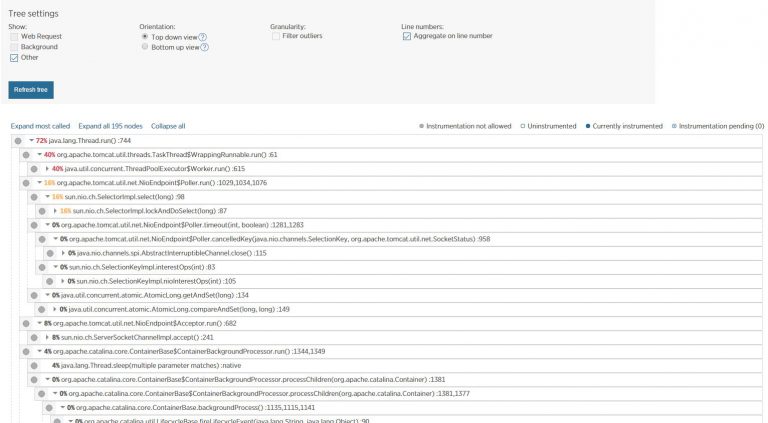 Tree settings
Show: Orientation: Granularity: Line numbers:
Web Request Top down view ? Filter outliers Aggregate on line number
Background Bottom up view ?
Other
Refresh tree
Expand most called Expand all 195 nodes Collapse all Instrumentation not allowed Uninstrumented Currently instrumented Instrumentation pending (0)
72% java.lang.Thread.run() :744
40% org.apache.tomcat.util.threads.TaskThread$WrappingRunnable.run() :61
40% java.util.concurrent.ThreadPoolExecutor$Worker.run() :615
16% org.apache.tomcat.util.net.NioEndpoint$Poller.run() :1029,1034,1076
16% sun.nio.ch.SelectorImpl.select(long) :98
16% sun.nio.ch.SelectorImpl.lockAndDoSelect(long) :87
0% org.apache.tomcat.util.net.NioEndpoint$Poller.timeout(int, boolean) :1281,1283
0% org.apache.tomcat.util.net.NioEndpoint$Poller.cancelledKey(java.nio.channels.SelectionKey, org.apache.tomcat.util.net.SocketStatus) :958
0% java.nio.channels.spi.AbstractInterruptibleChannel.close() :115
0% sun.nio.ch.SelectionKeyImpl.interestOps(int) :83
0% sun.nio.ch.SelectionKeyImpl.nioInterestOps(int) :105
0% java.util.concurrent.atomic.AtomicLong.getAndSet(long) :134
0% java.util.concurrent.atomic.AtomicLong.compareAndSet(long, long) :149
8% org.apache.tomcat.util.net.NioEndpoint$Acceptor.run() :682
8% sun.nio.ch.ServerSocketChannelImpl.accept() :241
4% org.apache.catalina.core.ContainerBase$ContainerBackgroundProcessor.run() :1344,1349
4% java.lang.Thread.sleep(multiple parameter matches) :native
0% org.apache.catalina.core.ContainerBase$ContainerBackgroundProcessor.processChildren(org.apache.catalina.Container) :1381
0% org.apache.catalina.core.ContainerBase$ContainerBackgroundProcessor.processChildren(org.apache.catalina.Container) :1381,1377
0% org.apache.catalina.core.ContainerBase.backgroundProcess() :1135,1115,1141
0% org.apache.catalina.util.LifecycleBase.fireLifecycleEvent(java.lang.String, java.lang.Object) :90